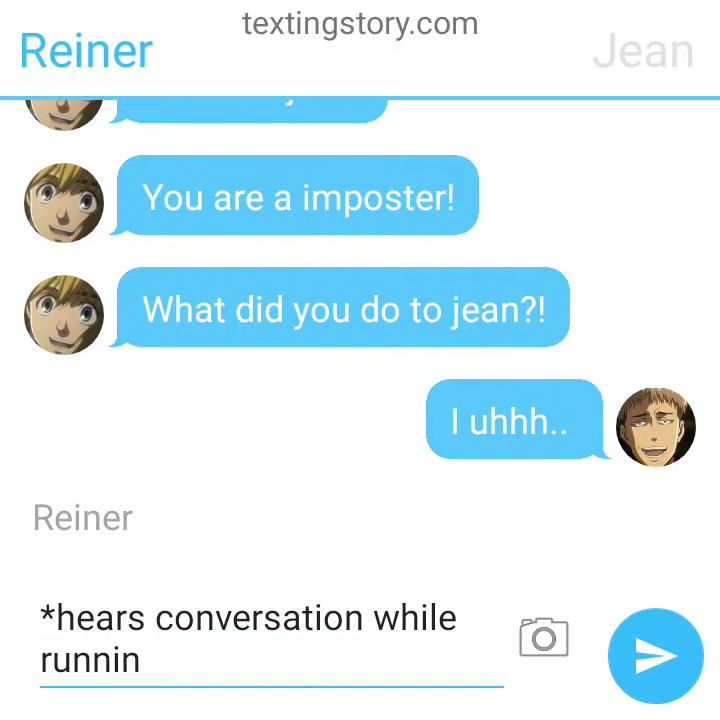 textingstory.com
Reiner
Jean
You are a imposter!
What did you do to jean?!
I uhhh..
Reiner
*hears conversation while
runnin